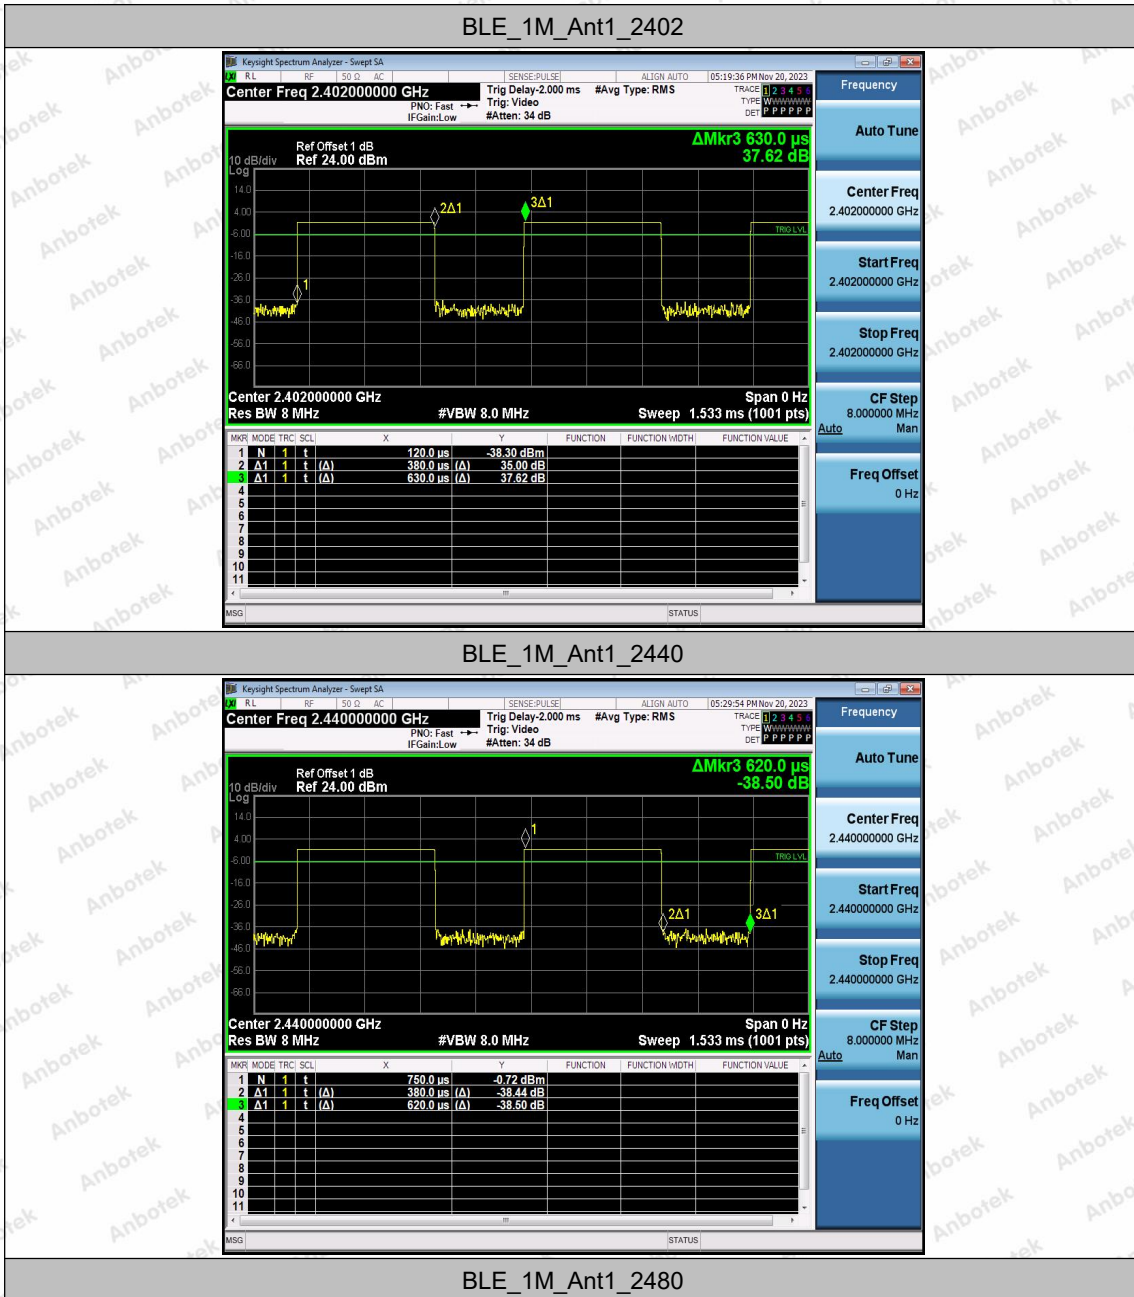 BLE_1M_Ant1_2402
Keysight Spectrum Analyzer - Swept SA
LXI RL RF 50 Ω AC SENSE:PULSE ALIGN AUTO 05:19:36 PM Nov 20, 2023
Center Freq 2.402000000 GHz
PNO: Fast
IFGain:Low
Trig Delay-2.000 ms #Avg Type: RMS
Trig: Video
#Atten: 34 dB
TRACE 1 2 3 4 5 6
TYPE WWWWWW
DET P P P P P P
Frequency
Auto Tune
Center Freq
2.402000000 GHz
Start Freq
2.402000000 GHz
Stop Freq
2.402000000 GHz
CF Step
8.000000 MHz
Auto Man
Freq Offset
0 Hz
ΔMkr3 630.0 µs
37.62 dB
Ref Offset 1 dB
10 dB/div Ref 24.00 dBm
Log
14.0
4.00
-6.00
-16.0
-26.0
-36.0
-46.0
-56.0
-66.0
1
2Δ1
3Δ1
TRIG LVL
Center 2.402000000 GHz Span 0 Hz
Res BW 8 MHz #VBW 8.0 MHz Sweep 1.533 ms (1001 pts)
MKR MODE TRC SCL X Y FUNCTION FUNCTION WIDTH FUNCTION VALUE
1 N 1 t 120.0 µs -38.30 dBm
2 Δ1 1 t (Δ) 380.0 µs (Δ) 35.00 dB
3 Δ1 1 t (Δ) 630.0 µs (Δ) 37.62 dB
4
5
6
7
8
9
10
11
MSG STATUS
BLE_1M_Ant1_2440
Keysight Spectrum Analyzer - Swept SA
LXI RL RF 50 Ω AC SENSE:PULSE ALIGN AUTO 05:29:54 PM Nov 20, 2023
Center Freq 2.440000000 GHz
PNO: Fast
IFGain:Low
Trig Delay-2.000 ms #Avg Type: RMS
Trig: Video
#Atten: 34 dB
TRACE 1 2 3 4 5 6
TYPE WWWWWW
DET P P P P P P
Frequency
Auto Tune
Center Freq
2.440000000 GHz
Start Freq
2.440000000 GHz
Stop Freq
2.440000000 GHz
CF Step
8.000000 MHz
Auto Man
Freq Offset
0 Hz
ΔMkr3 620.0 µs
-38.50 dB
Ref Offset 1 dB
10 dB/div Ref 24.00 dBm
Log
14.0
4.00
-6.00
-16.0
-26.0
-36.0
-46.0
-56.0
-66.0
1
2Δ1
3Δ1
TRIG LVL
Center 2.440000000 GHz Span 0 Hz
Res BW 8 MHz #VBW 8.0 MHz Sweep 1.533 ms (1001 pts)
MKR MODE TRC SCL X Y FUNCTION FUNCTION WIDTH FUNCTION VALUE
1 N 1 t 750.0 µs -0.72 dBm
2 Δ1 1 t (Δ) 380.0 µs (Δ) -38.44 dB
3 Δ1 1 t (Δ) 620.0 µs (Δ) -38.50 dB
4
5
6
7
8
9
10
11
MSG STATUS
BLE_1M_Ant1_2480
Anbotek